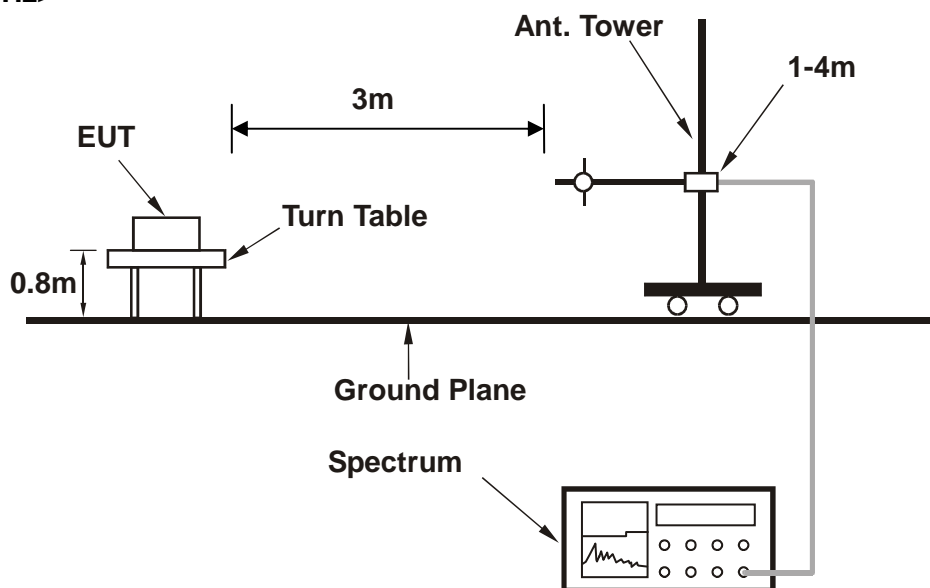 Ant. Tower
1-4m
3m
EUT
Turn Table
0.8m
Ground Plane
Spectrum